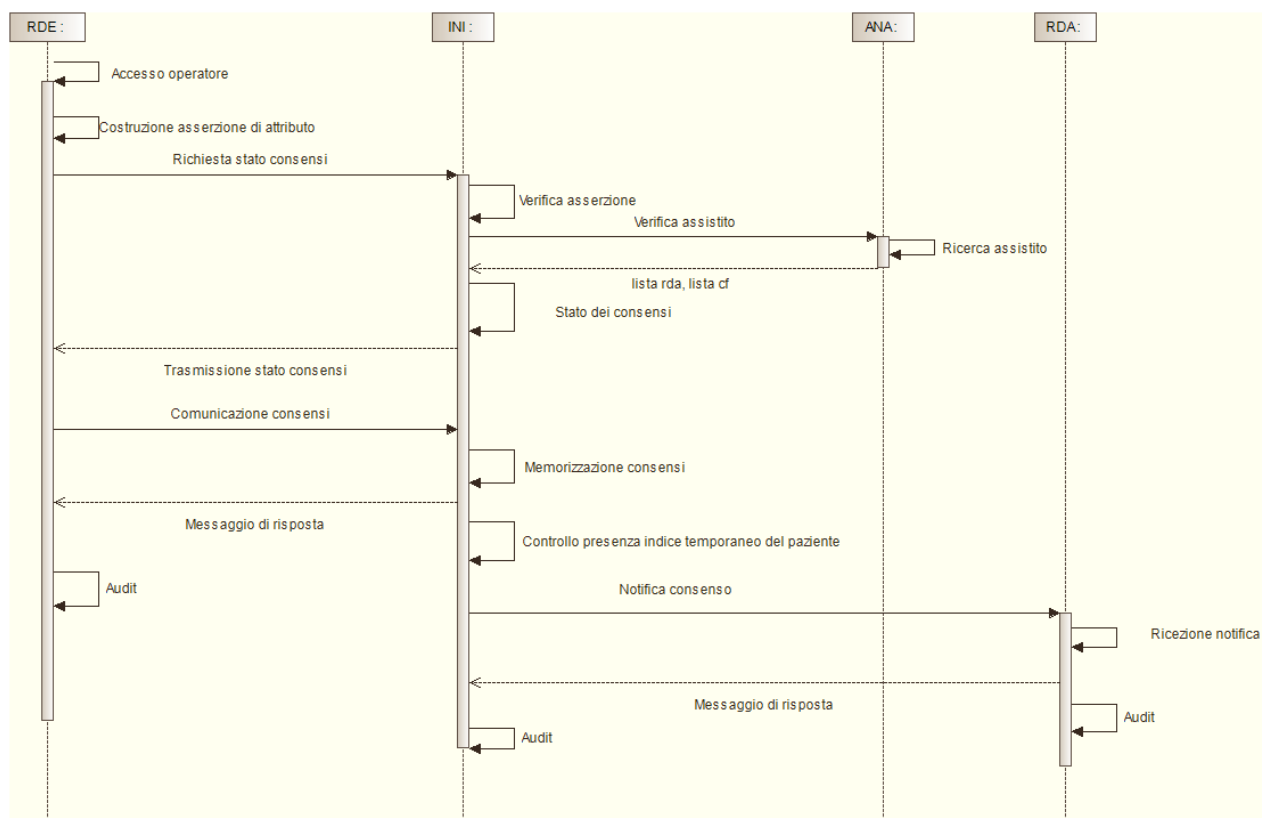 RDE :
INI :
ANA:
RDA:
Accesso operatore
Costruzione asserzione di attributo
Richiesta stato consensi
Verifica asserzione
Verifica assistito
Ricerca assistito
lista rda, lista cf
Stato dei consensi
Trasmissione stato consensi
Comunicazione consensi
Memorizzazione consensi
Messaggio di risposta
Controllo presenza indice temporaneo del paziente
Audit
Notifica consenso
Ricezione notifica
Messaggio di risposta
Audit
Audit